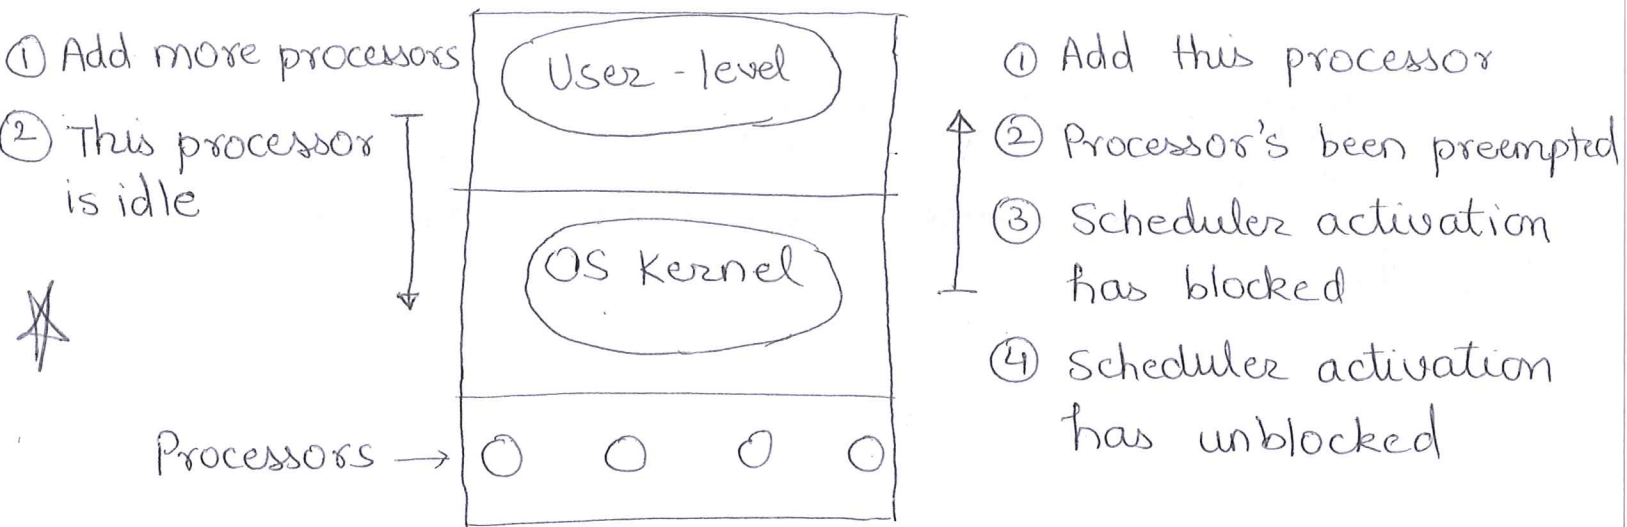 ① Add more processors
② This processor
is idle
User-level
OS Kernel
Processors →
① Add this processor
② Processor's been preempted
③ Scheduler activation
has blocked
④ Scheduler activation
has unblocked